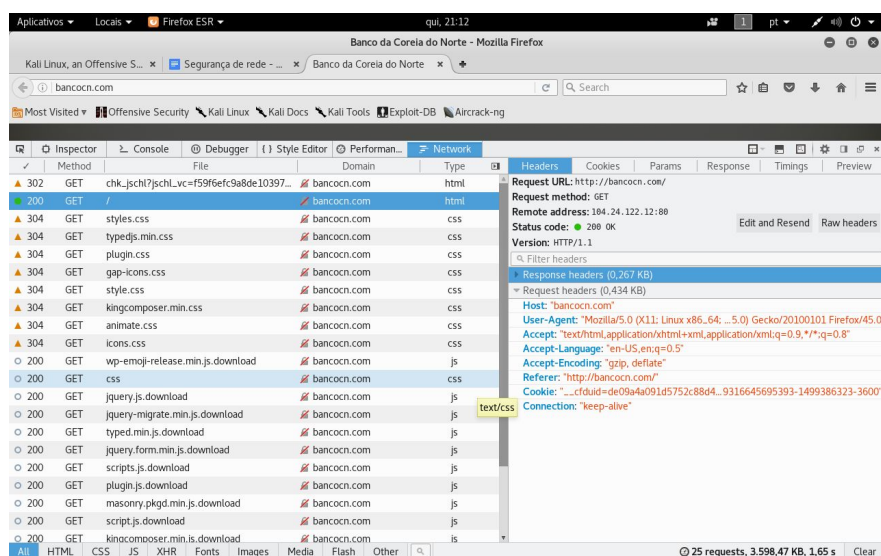 Aplicativos Locais Firefox ESR qui, 21:12 1 pt
Banco da Coreia do Norte - Mozilla Firefox
Kali Linux, an Offensive S... Segurança de rede - ... Banco da Coreia do Norte
bancocn.com Search
Most Visited Offensive Security Kali Linux Kali Docs Kali Tools Exploit-DB Aircrack-ng
Inspector Console Debugger Style Editor Performan... Network
Method File Domain Type
302 GET chk_jschl?jschl_vc=f59f6efc9a8de10397... bancocn.com html
200 GET / bancocn.com html
304 GET styles.css bancocn.com css
304 GET typedjs.min.css bancocn.com css
304 GET plugin.css bancocn.com css
304 GET gap-icons.css bancocn.com css
304 GET style.css bancocn.com css
304 GET kingcomposer.min.css bancocn.com css
304 GET animate.css bancocn.com css
304 GET icons.css bancocn.com css
200 GET wp-emoji-release.min.js.download bancocn.com js
200 GET css bancocn.com css
200 GET jquery.js.download bancocn.com js
200 GET jquery-migrate.min.js.download bancocn.com js
text/css
200 GET typed.min.js.download bancocn.com js
200 GET jquery.form.min.js.download bancocn.com js
200 GET scripts.js.download bancocn.com js
200 GET plugin.js.download bancocn.com js
200 GET masonry.pkgd.min.js.download bancocn.com js
200 GET script.js.download bancocn.com js
200 GET kingcomposer.min.js.download bancocn.com js
Headers Cookies Params Response Timings Preview
Request URL: http://bancocn.com/
Request method: GET
Remote address: 104.24.122.12:80
Status code: 200 OK
Edit and Resend Raw headers
Version: HTTP/1.1
Filter headers
Response headers (0,267 KB)
Request headers (0,434 KB)
Host: "bancocn.com"
User-Agent: "Mozilla/5.0 (X11; Linux x86_64; ...5.0) Gecko/20100101 Firefox/45.0
Accept: "text/html,application/xhtml+xml,application/xml;q=0.9,*/*;q=0.8"
Accept-Language: "en-US,en;q=0.5"
Accept-Encoding: "gzip, deflate"
Referer: "http://bancocn.com/"
Cookie: "__cfduid=de09a4a091d5752c88d4...9316645695393-1499386323-3600"
Connection: "keep-alive"
All HTML CSS JS XHR Fonts Images Media Flash Other 25 requests, 3.598,47 KB, 1,65 s Clear